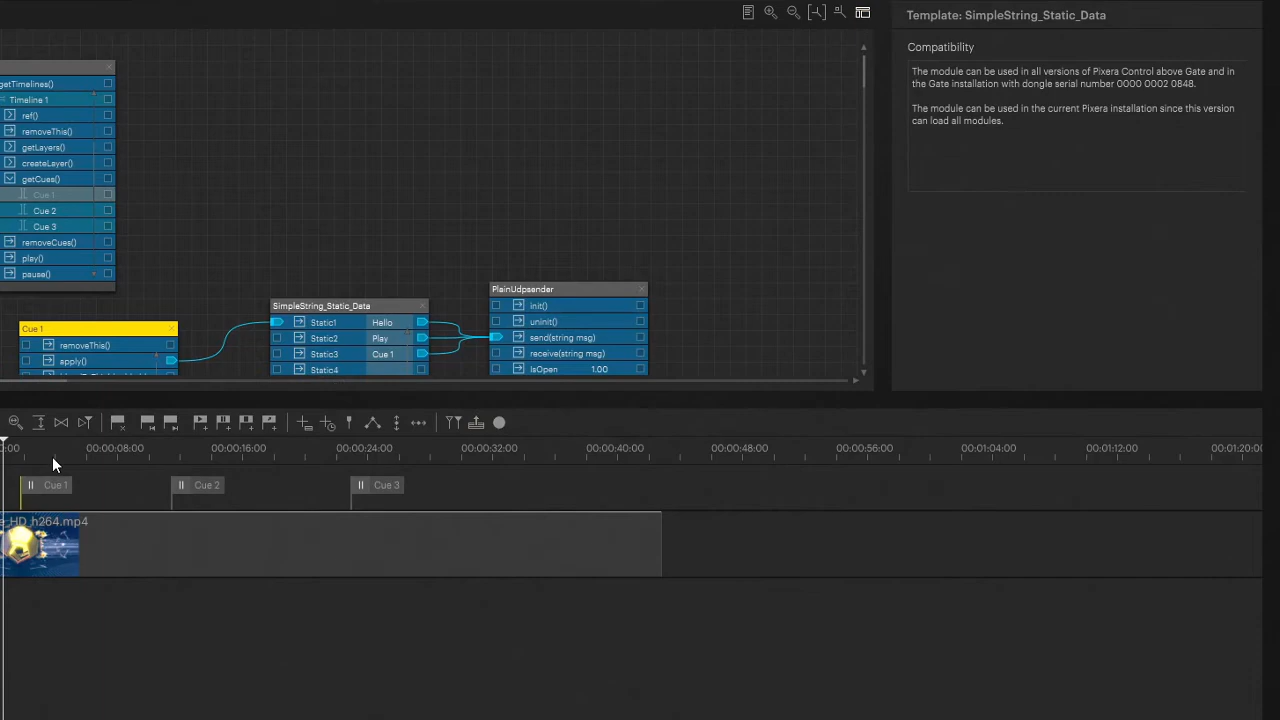 Template: SimpleString_Static_Data
Compatibility
The module can be used in all versions of Pixera Control above Gate and in
the Gate installation with dongle serial number 0000 0002 0848.
The module can be used in the current Pixera installation since this version
can load all modules.
getTimelines()
Timeline 1
ref()
removeThis()
getLayers()
createLayer()
getCues()
Cue 1
Cue 2
Cue 3
removeCues()
play()
pause()
Cue 1
removeThis()
apply()
SimpleString_Static_Data
Static1 Hello
Static2 Play
Static3 Cue 1
Static4
PlainUdpsender
init()
uninit()
send(string msg)
receive(string msg)
IsOpen 1.00
0:00 00:00:08:00 00:00:16:00 00:00:24:00 00:00:32:00 00:00:40:00 00:00:48:00 00:00:56:00 00:01:04:00 00:01:12:00 00:01:20:00
Cue 1 Cue 2 Cue 3
e_HD_h264.mp4